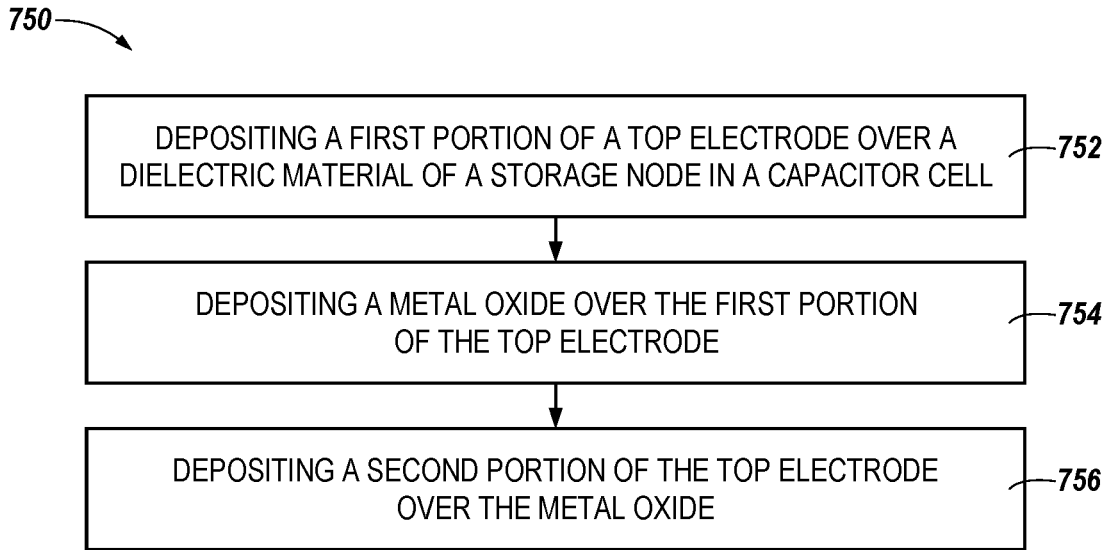 750
DEPOSITING A FIRST PORTION OF A TOP ELECTRODE OVER A
DIELECTRIC MATERIAL OF A STORAGE NODE IN A CAPACITOR CELL
752
DEPOSITING A METAL OXIDE OVER THE FIRST PORTION
OF THE TOP ELECTRODE
754
DEPOSITING A SECOND PORTION OF THE TOP ELECTRODE
OVER THE METAL OXIDE
756